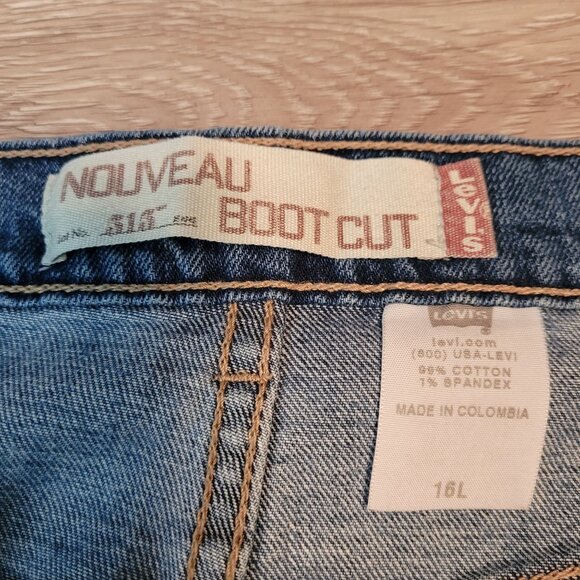 NOUVEAU
Lot No. 515™
BOOT CUT
LEVI'S
LEVI'S
levi.com
(800) USA-LEVI
99% COTTON
1% SPANDEX
MADE IN COLOMBIA
16L